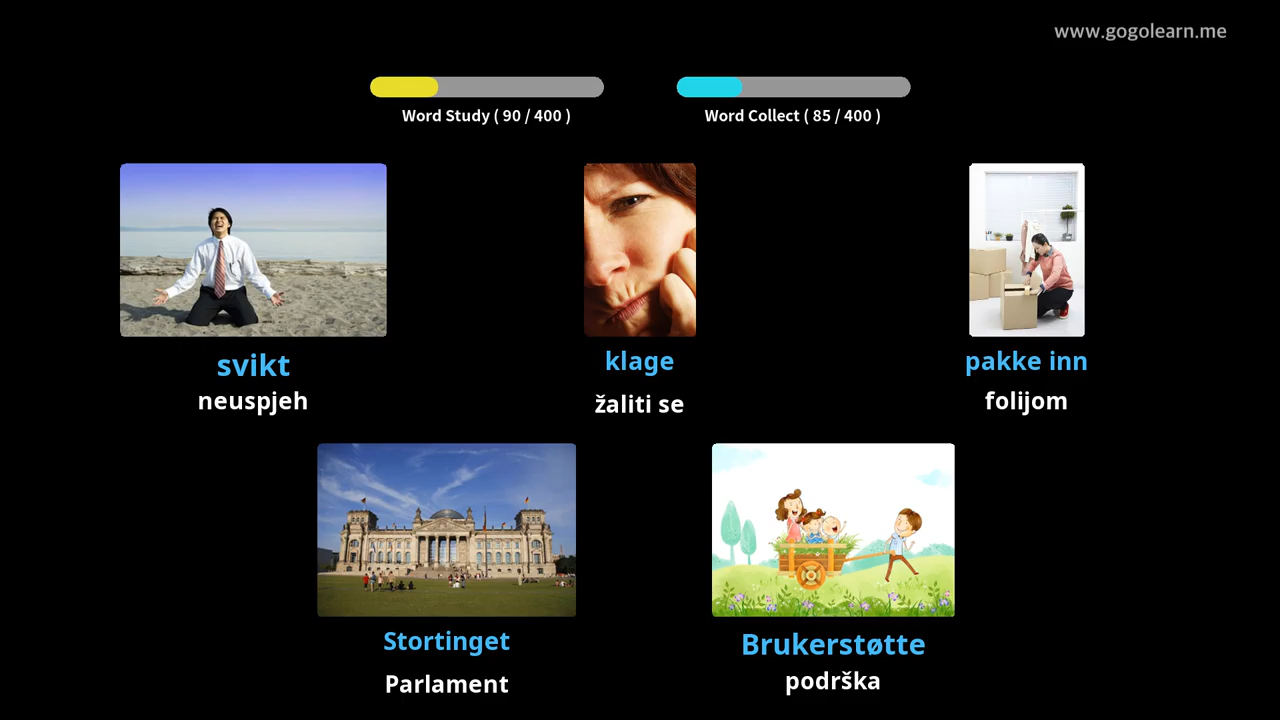 www.gogolearn.me
Word Study ( 90 / 400 )
Word Collect ( 85 / 400 )
svikt
neuspjeh
klage
žaliti se
pakke inn
folijom
Stortinget
Parlament
Brukerstøtte
podrška